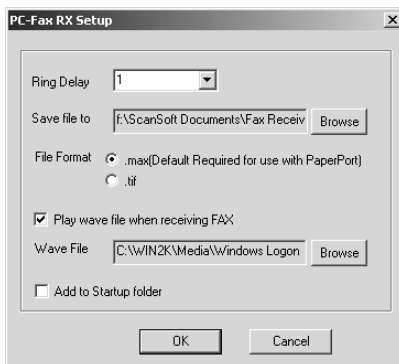 PC-Fax RX Setup
Ring Delay 1
Save file to f:\ScanSoft Documents\Fax Receiv Browse
File Format .max(Default Required for use with PaperPort)
.tif
Play wave file when receiving FAX
Wave File C:\WIN2K\Media\Windows Logon Browse
Add to Startup folder
OK Cancel